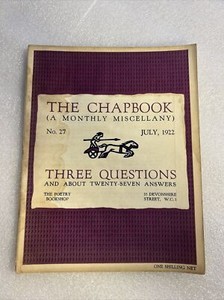 THE CHAPBOOK
(A MONTHLY MISCELLANY)
No. 27 JULY, 1922
THREE QUESTIONS
AND ABOUT TWENTY-SEVEN ANSWERS
THE POETRY BOOKSHOP
35 DEVONSHIRE STREET, W.C.1
ONE SHILLING NET